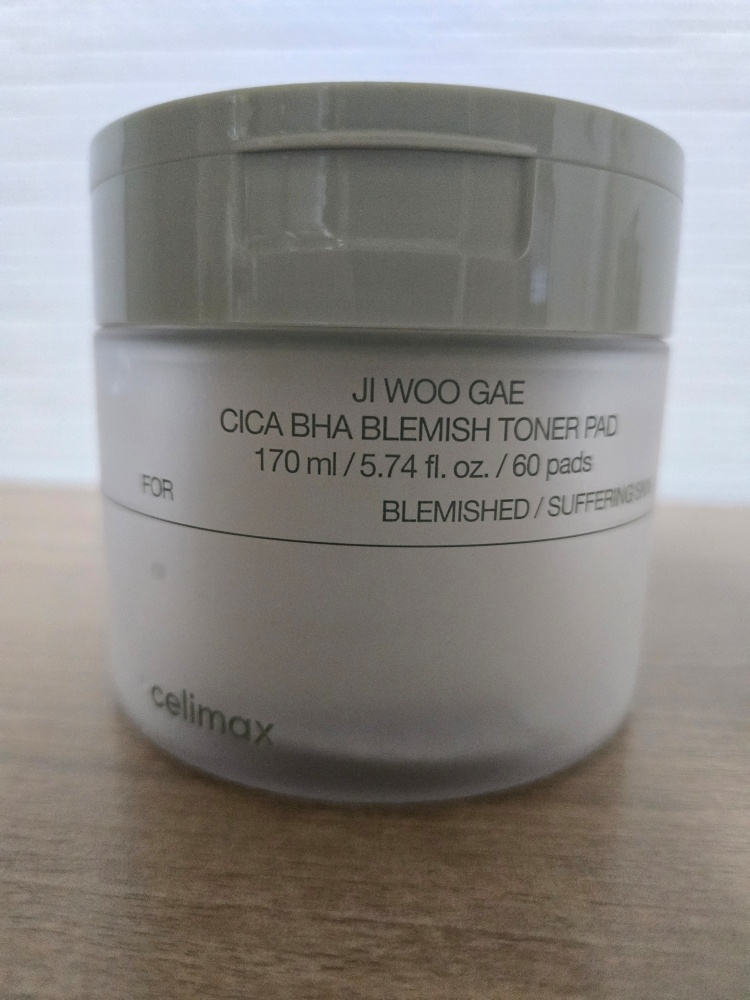 JI WOO GAE
CICA BHA BLEMISH TONER PAD
170 ml / 5.74 fl. oz. / 60 pads
FOR BLEMISHED / SUFFERING SKIN
celimax